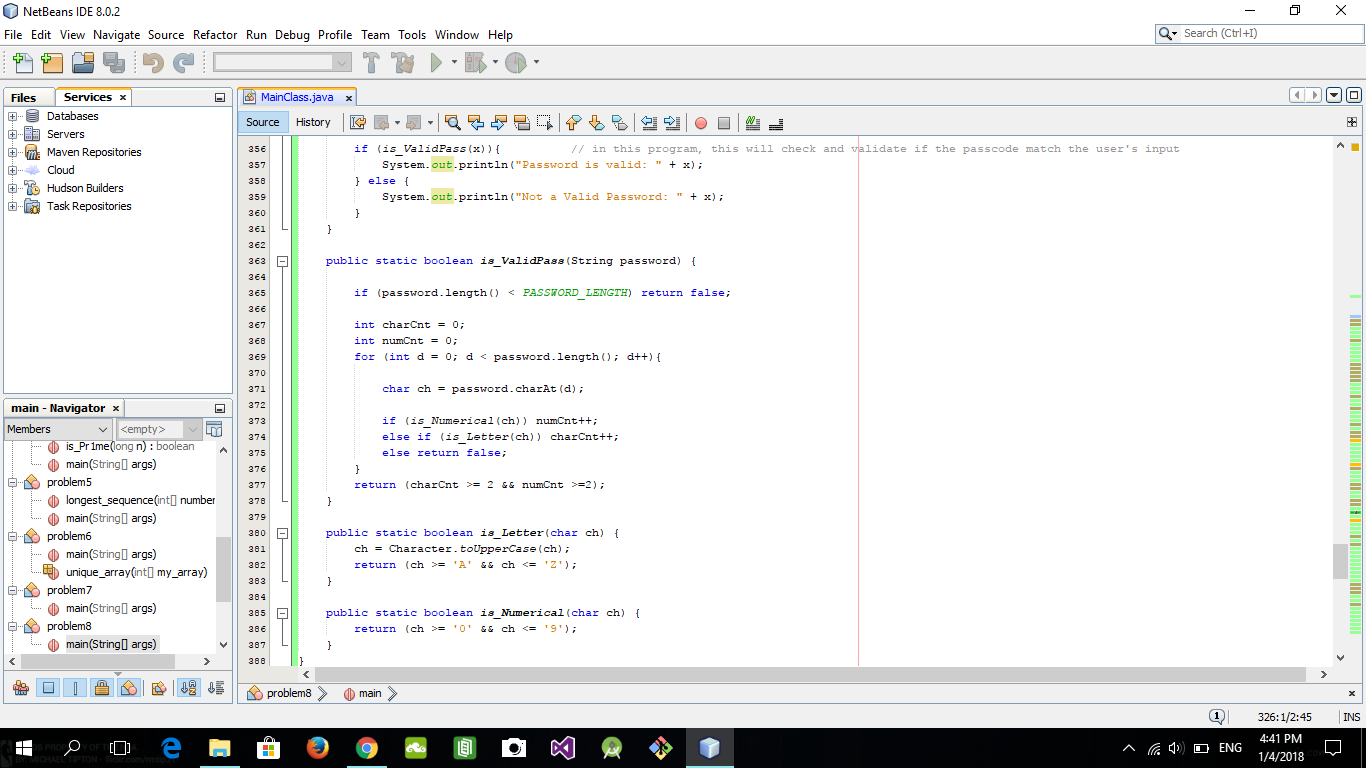 NetBeans IDE 8.0.2
File Edit View Navigate Source Refactor Run Debug Profile Team Tools Window Help
Search (Ctrl+I)
Files Services
MainClass.java
Source History
Databases
Servers
Maven Repositories
Cloud
Hudson Builders
Task Repositories
main - Navigator
Members <empty>
is_Pr1me(long n) : boolean
main(String[] args)
problem5
longest_sequence(int[] number
main(String[] args)
problem6
main(String[] args)
unique_array(int[] my_array)
problem7
main(String[] args)
problem8
main(String[] args)
356 if (is_ValidPass(x)){ // in this program, this will check and validate if the passcode match the user's input
357 System.out.println("Password is valid: " + x);
358 } else {
359 System.out.println("Not a Valid Password: " + x);
360 }
361 }
362
363 public static boolean is_ValidPass(String password) {
364
365 if (password.length() < PASSWORD_LENGTH) return false;
366
367 int charCnt = 0;
368 int numCnt = 0;
369 for (int d = 0; d < password.length(); d++){
370
371 char ch = password.charAt(d);
372
373 if (is_Numerical(ch)) numCnt++;
374 else if (is_Letter(ch)) charCnt++;
375 else return false;
376 }
377 return (charCnt >= 2 && numCnt >=2);
378 }
379
380 public static boolean is_Letter(char ch) {
381 ch = Character.toUpperCase(ch);
382 return (ch >= 'A' && ch <= 'Z');
383 }
384
385 public static boolean is_Numerical(char ch) {
386 return (ch >= '0' && ch <= '9');
387 }
388 }
problem8 main
1
326:1/2:45 INS
ENG
4:41 PM
1/4/2018